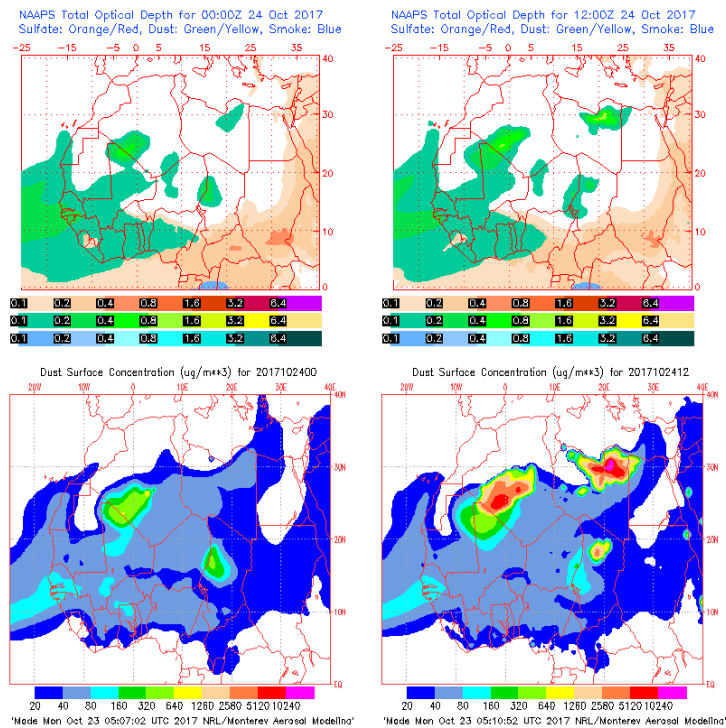 NAAPS Total Optical Depth for 00:00Z 24 Oct 2017
Sulfate: Orange/Red, Dust: Green/Yellow, Smoke: Blue
-25 -15 -5 0 5 15 25 40
40
30
20
10
0
0.1 0.2 0.4 0.8 1.6 3.2 6.4
0.1 0.2 0.4 0.8 1.6 3.2 6.4
0.1 0.2 0.4 0.8 1.6 3.2 6.4
NAAPS Total Optical Depth for 12:00Z 24 Oct 2017
Sulfate: Orange/Red, Dust: Green/Yellow, Smoke: Blue
-25 -15 -5 0 5 15 25 40
40
30
20
10
0
0.1 0.2 0.4 0.8 1.6 3.2 6.4
0.1 0.2 0.4 0.8 1.6 3.2 6.4
0.1 0.2 0.4 0.8 1.6 3.2 6.4
Dust Surface Concentration (ug/m**3) for 2017102400
20W 10W 0 10E 20E 30E 40E
40N
30N
20N
10N
EQ
20 40 80 160 320 640 1280 2560 5120 10240
'Made Mon Oct 23 05:07:02 UTC 2017 NRL/Monterey Aerosol Modeling'
Dust Surface Concentration (ug/m**3) for 2017102412
20W 10W 0 10E 20E 30E 40E
40N
30N
20N
10N
EQ
20 40 80 160 320 640 1280 2560 5120 10240
'Made Mon Oct 23 05:10:52 UTC 2017 NRL/Monterey Aerosol Modeling'